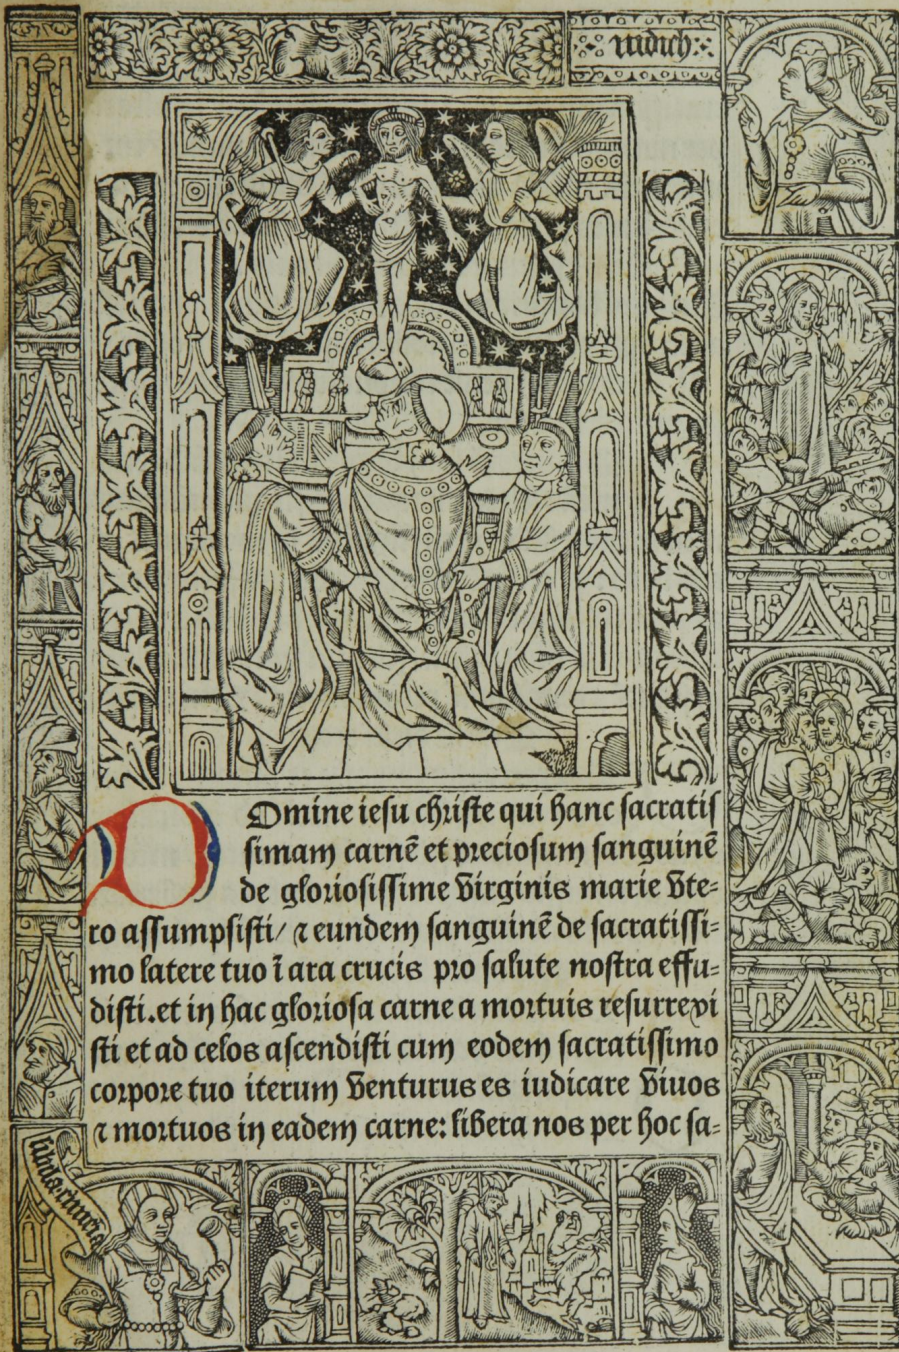 iudich
D Omine iesu christe qui hanc sacratis
simam carnē et preciosum sanguinē
de gloriosissime virginis marie vte-
ro assumpsisti/ ⁊ eundem sanguinē de sacratissi-
mo latere tuo ī ara crucis pro salute nostra effu-
disti. et in hac gloriosa carne a mortuis resurrexi
sti et ad celos ascendisti cum eodem sacratissimo
corpore tuo iterum venturus es iudicare viuos
⁊ mortuos in eadem carne: libera nos per hoc sa-